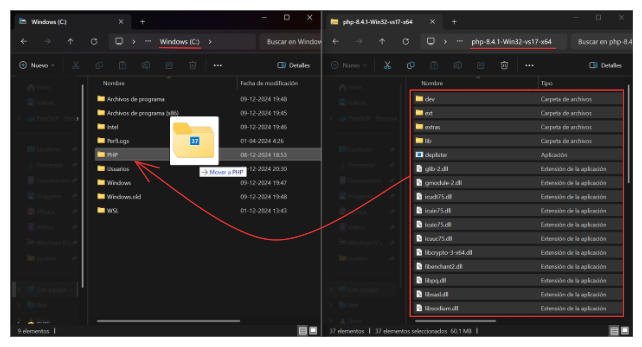 Windows (C:)
Windows (C:)
Buscar en Window
Nuevo
Detalles
Nombre
Fecha de modificación
Archivos de programa
09-12-2024 19:48
Archivos de programa (x86)
09-12-2024 19:45
Intel
09-12-2024 19:46
PerfLogs
01-04-2024 4:26
PHP
08-12-2024 18:53
Usuarios
20:30
Windows
09-12-2024 19:47
Windows.old
09-12-2024 19:48
WSL
01-12-2024 13:43
37
Mover a PHP
9 elementos
php-8.4.1-Win32-vs17-x64
php-8.4.1-Win32-vs17-x64
Buscar en php-8.4
Nuevo
Detalles
Nombre
Tipo
dev
Carpeta de archivos
ext
Carpeta de archivos
extras
Carpeta de archivos
lib
Carpeta de archivos
deplister
Aplicación
glib-2.dll
Extensión de la aplicación
gmodule-2.dll
Extensión de la aplicación
icudt75.dll
Extensión de la aplicación
icuin75.dll
Extensión de la aplicación
icuio75.dll
Extensión de la aplicación
icuuc75.dll
Extensión de la aplicación
libcrypto-3-x64.dll
Extensión de la aplicación
libenchant2.dll
Extensión de la aplicación
libpq.dll
Extensión de la aplicación
libsasl.dll
Extensión de la aplicación
libsodium.dll
Extensión de la aplicación
37 elementos
37 elementos seleccionados 60,1 MB